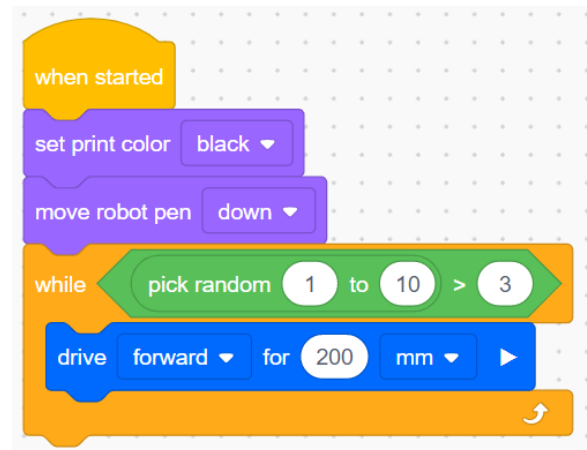 when started
set print color black
move robot pen down
while pick random 1 to 10 > 3
drive forward for 200 mm